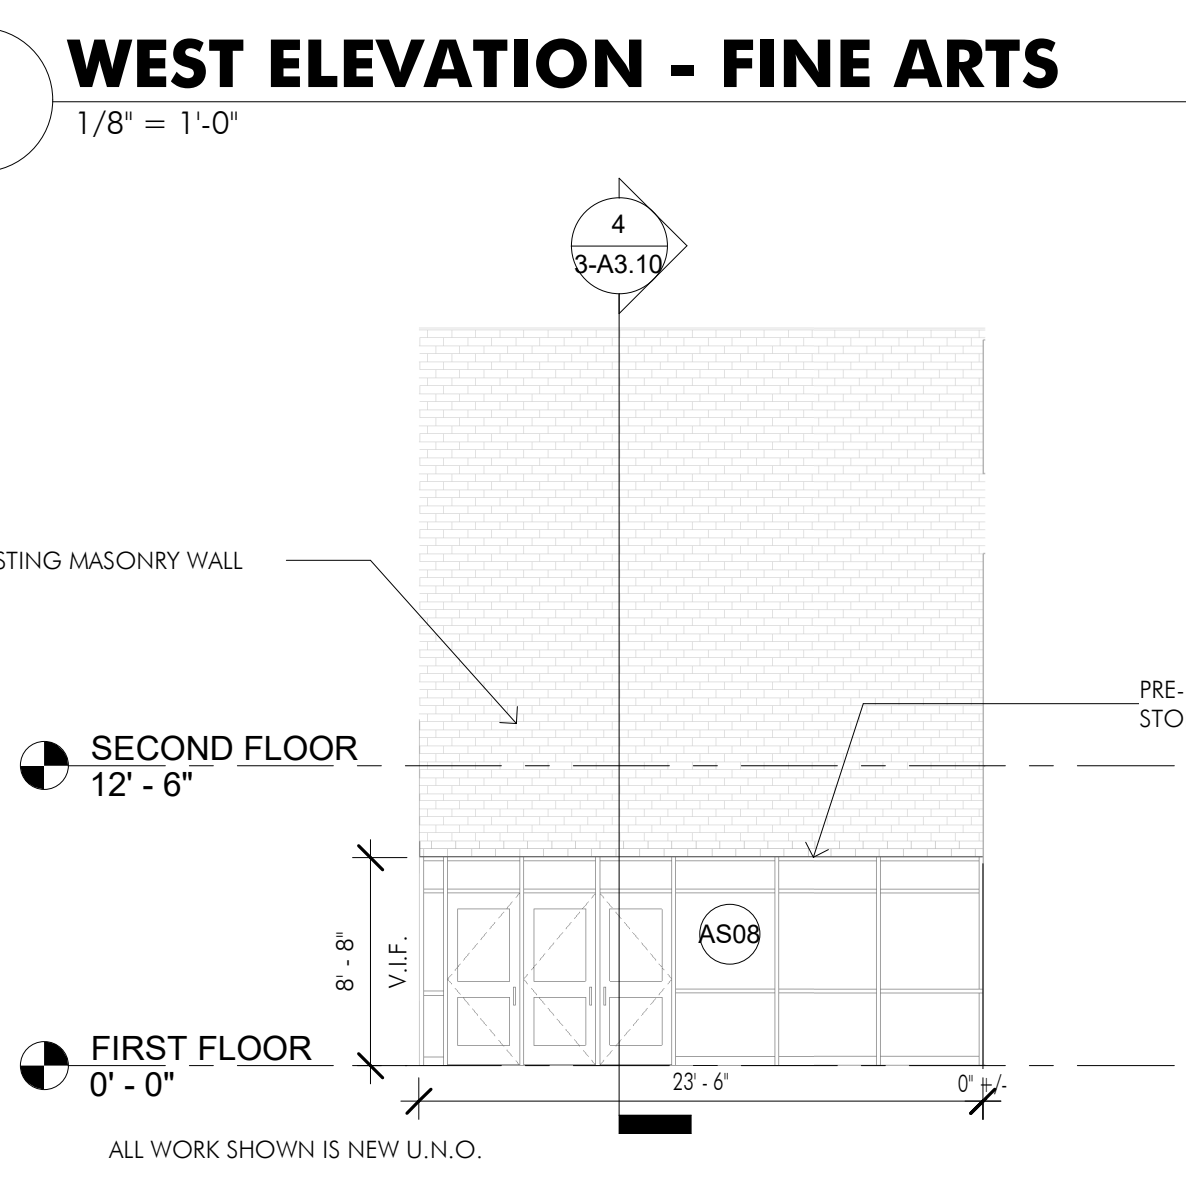 WEST ELEVATION - FINE ARTS
1/8" = 1'-0"
4
3-A3.10
STING MASONRY WALL
PRE-
STO
SECOND FLOOR
12' - 6"
AS08
8' - 8"
V.I.F.
FIRST FLOOR
0' - 0"
23' - 6"
0" +/-
ALL WORK SHOWN IS NEW U.N.O.